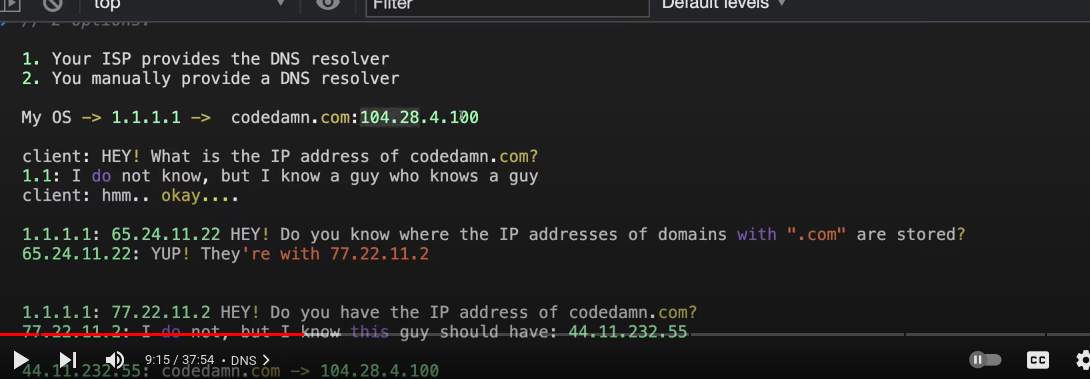 top
Filter
Default levels
// 2 options:
1. Your ISP provides the DNS resolver
2. You manually provide a DNS resolver
My OS -> 1.1.1.1 -> codedamn.com:104.28.4.100
client: HEY! What is the IP address of codedamn.com?
1.1: I do not know, but I know a guy who knows a guy
client: hmm.. okay....
1.1.1.1: 65.24.11.22 HEY! Do you know where the IP addresses of domains with ".com" are stored?
65.24.11.22: YUP! They're with 77.22.11.2
1.1.1.1: 77.22.11.2 HEY! Do you have the IP address of codedamn.com?
77.22.11.2: I do not, but I know this guy should have: 44.11.232.55
9:15 / 37:54 • DNS >
CC
44.11.232.55: codedamn.com -> 104.28.4.100